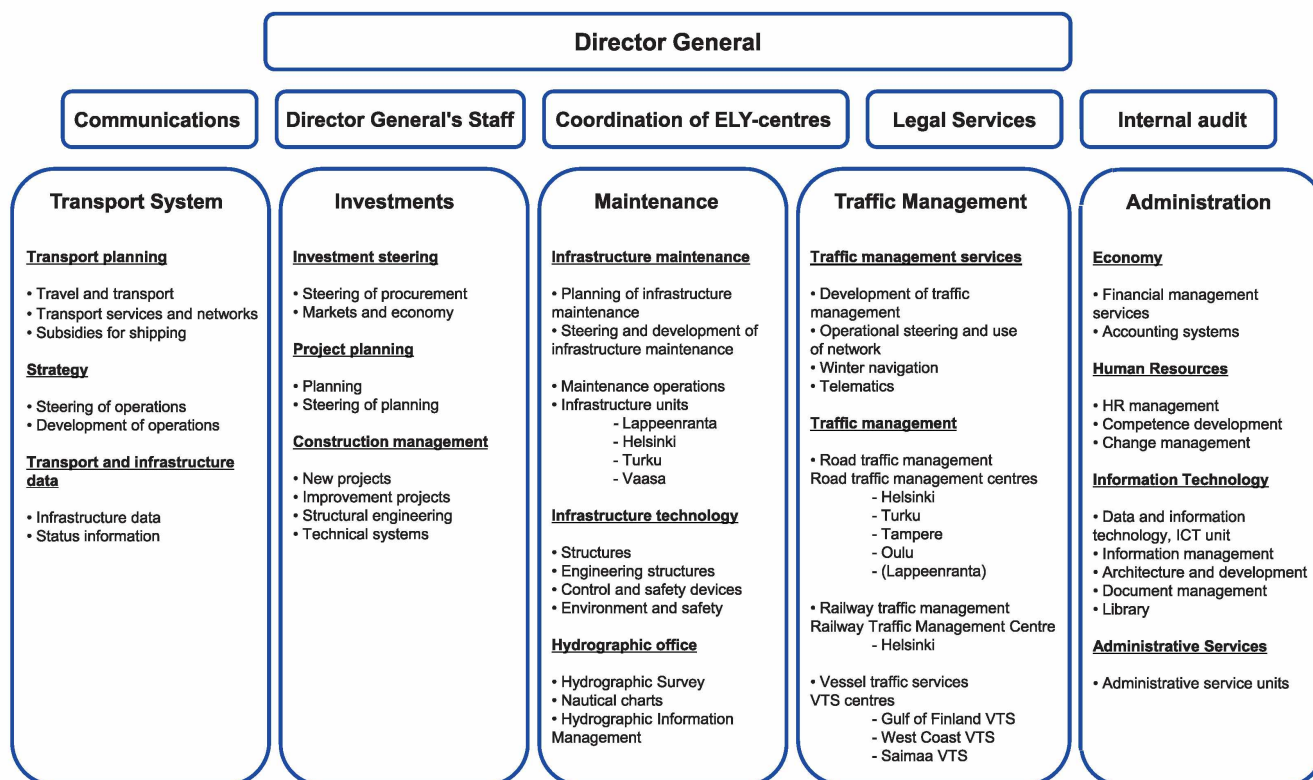 Director General
Communications
Director General's Staff
Coordination of ELY-centres
Legal Services
Internal audit
Transport System
Transport planning
• Travel and transport
• Transport services and networks
• Subsidies for shipping
Strategy
• Steering of operations
• Development of operations
Transport and infrastructure
data
• Infrastructure data
• Status information
Investments
Investment steering
• Steering of procurement
• Markets and economy
Project planning
• Planning
• Steering of planning
Construction management
• New projects
• Improvement projects
• Structural engineering
• Technical systems
Maintenance
Infrastructure maintenance
• Planning of infrastructure
maintenance
• Steering and development of
infrastructure maintenance
• Maintenance operations
• Infrastructure units
- Lappeenranta
- Helsinki
- Turku
- Vaasa
Infrastructure technology
• Structures
• Engineering structures
• Control and safety devices
• Environment and safety
Hydrographic office
• Hydrographic Survey
• Nautical charts
• Hydrographic Information
Management
Traffic Management
Traffic management services
• Development of traffic
management
• Operational steering and use
of network
• Winter navigation
• Telematics
Traffic management
• Road traffic management
Road traffic management centres
- Helsinki
- Turku
- Tampere
- Oulu
- (Lappeenranta)
• Railway traffic management
Railway Traffic Management Centre
- Helsinki
• Vessel traffic services
VTS centres
- Gulf of Finland VTS
- West Coast VTS
- Saimaa VTS
Administration
Economy
• Financial management
services
• Accounting systems
Human Resources
• HR management
• Competence development
• Change management
Information Technology
• Data and information
technology, ICT unit
• Information management
• Architecture and development
• Document management
• Library
Administrative Services
• Administrative service units